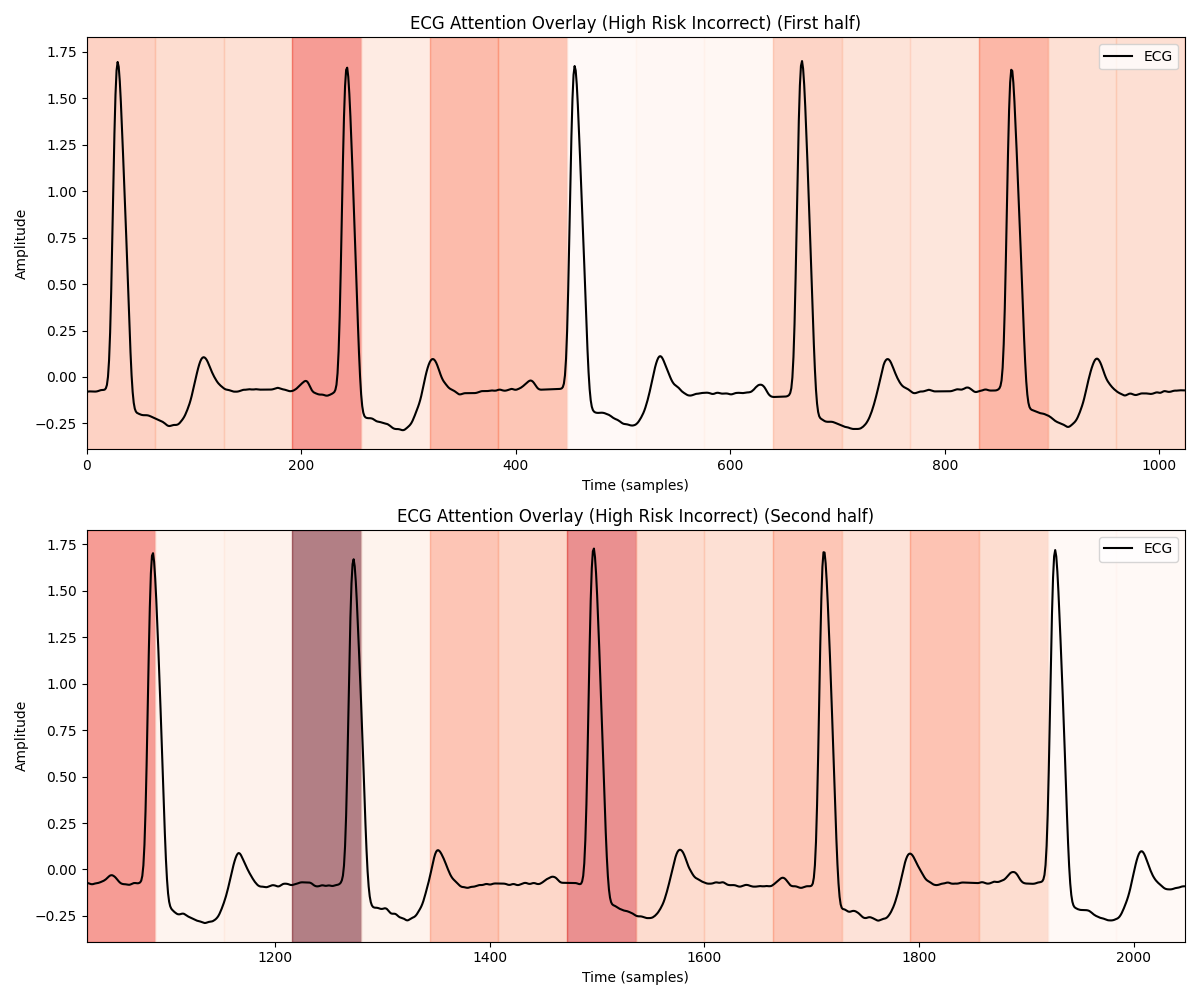 ECG Attention Overlay (High Risk Incorrect) (First half)
1.75
1.50
1.25
1.00
0.75
0.50
0.25
0.00
−0.25
Amplitude
ECG
0 200 400 600 800 1000
Time (samples)
ECG Attention Overlay (High Risk Incorrect) (Second half)
1.75
1.50
1.25
1.00
0.75
0.50
0.25
0.00
−0.25
Amplitude
ECG
1200 1400 1600 1800 2000
Time (samples)